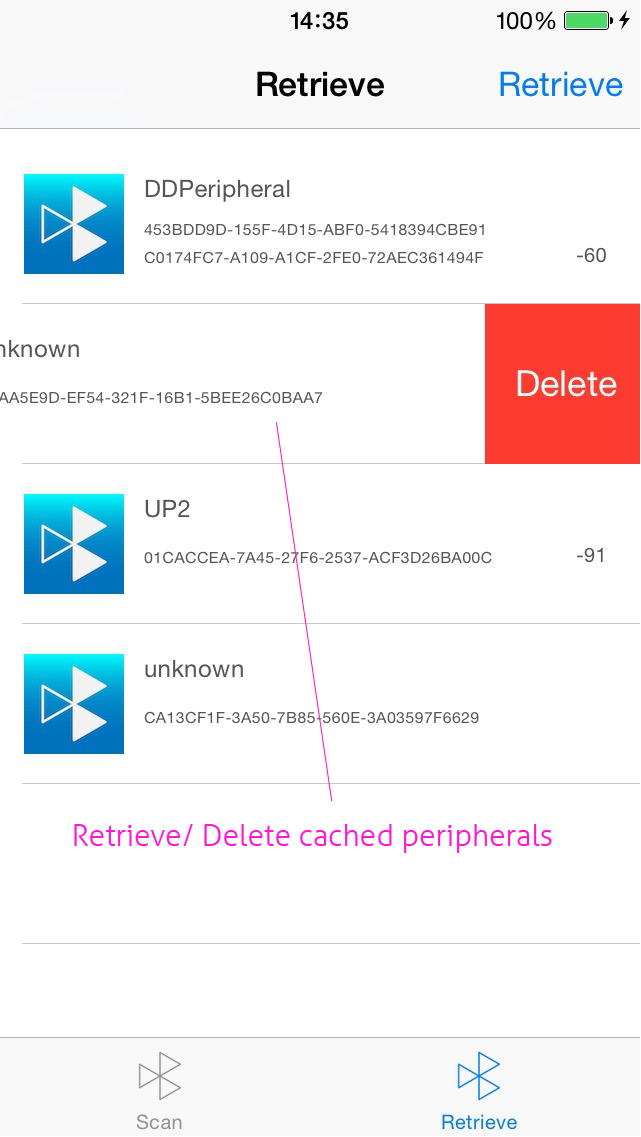 14:35 100%
Retrieve Retrieve
DDPeripheral
453BDD9D-155F-4D15-ABF0-5418394CBE91
C0174FC7-A109-A1CF-2FE0-72AEC361494F -60
nknown
AA5E9D-EF54-321F-16B1-5BEE26C0BAA7
Delete
UP2
01CACCEA-7A45-27F6-2537-ACF3D26BA00C -91
unknown
CA13CF1F-3A50-7B85-560E-3A03597F6629
Retrieve/ Delete cached peripherals
Scan Retrieve